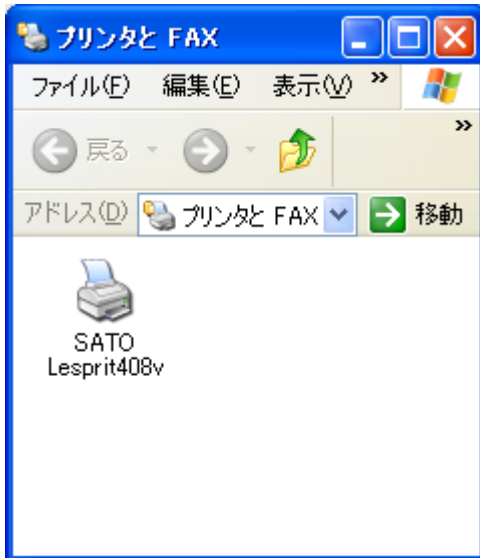 プリンタと FAX
ファイル(F) 編集(E) 表示(V) »
戻る »
アドレス(D) プリンタと FAX 移動
SATO
Lesprit408v